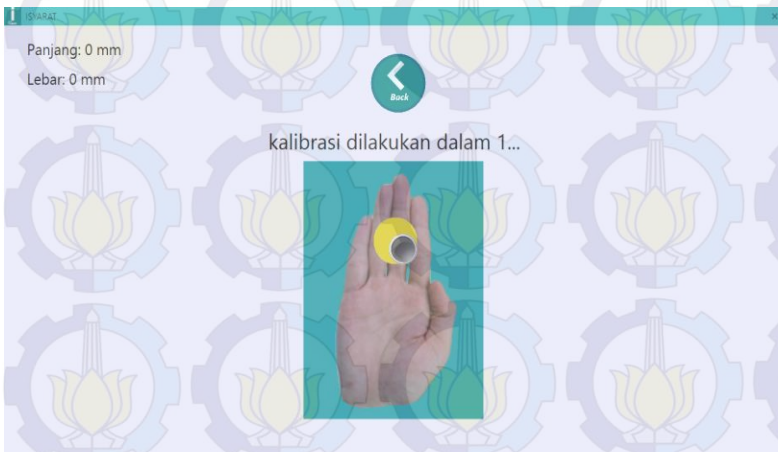 ISYARAT
Panjang: 0 mm
Lebar: 0 mm
Back
kalibrasi dilakukan dalam 1...